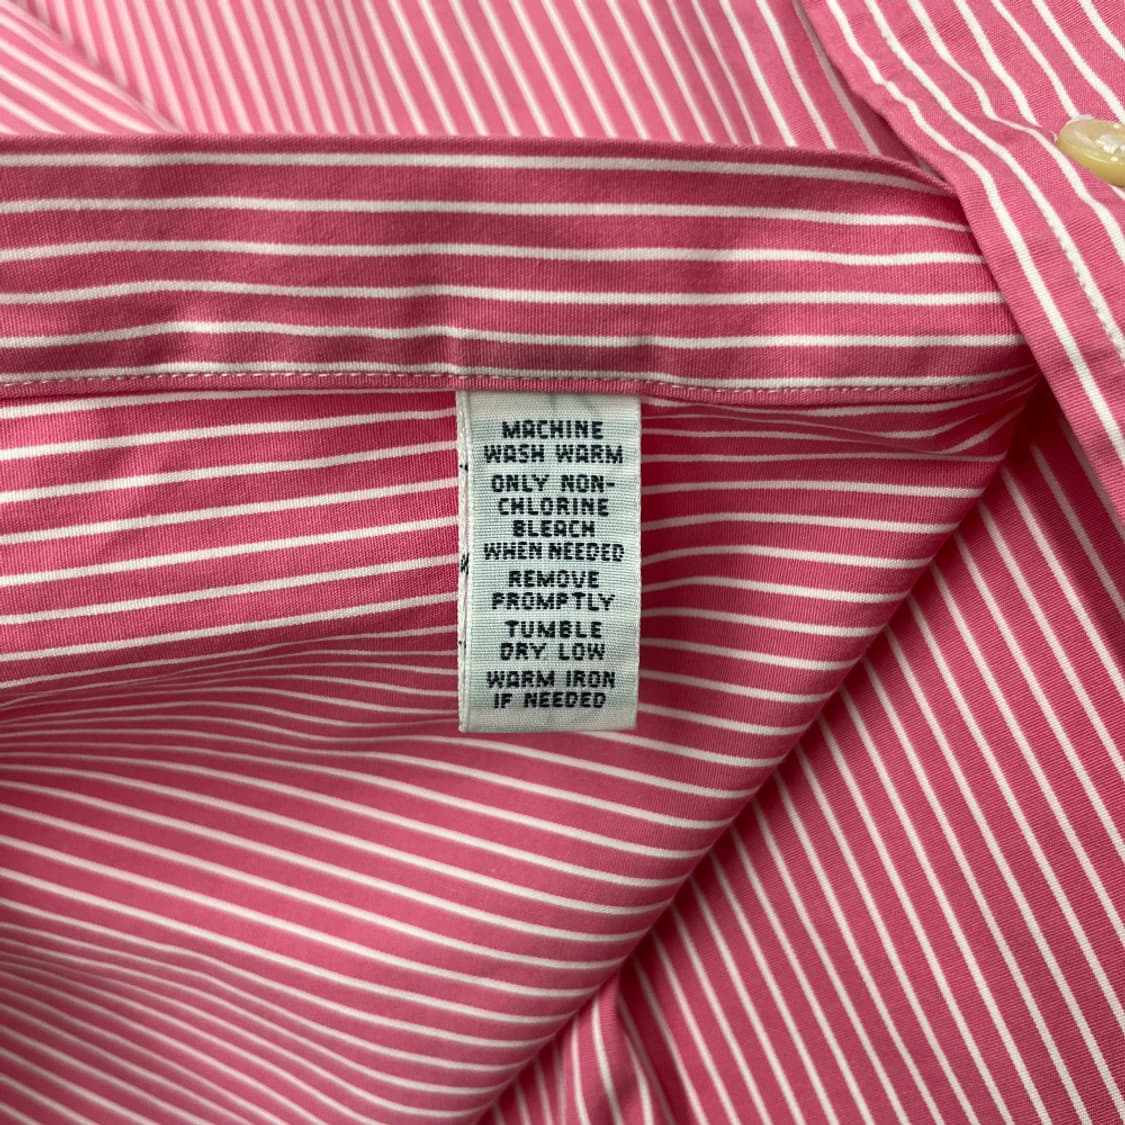 MACHINE
WASH WARM
ONLY NON-
CHLORINE
BLEACH
WHEN NEEDED
REMOVE
PROMPTLY
TUMBLE
DRY LOW
WARM IRON
IF NEEDED